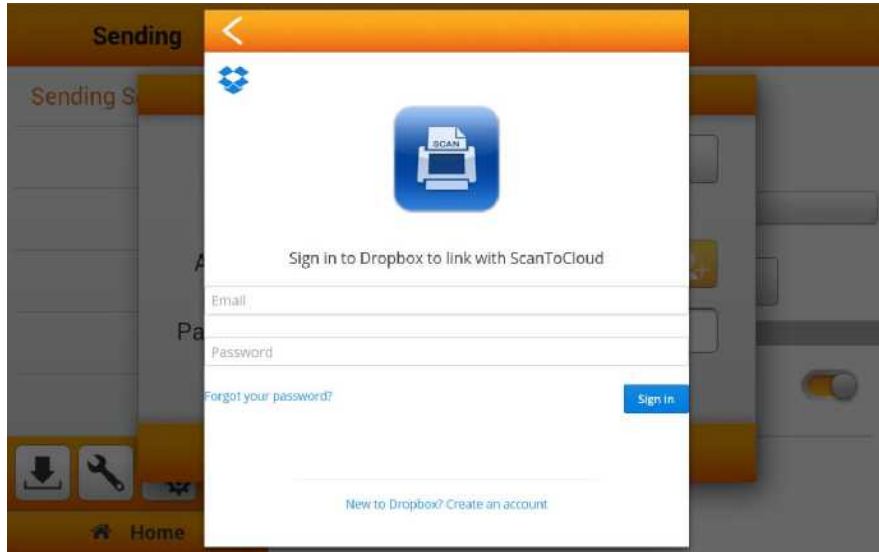 Sending
Sending S
A
Pa
SCAN
Sign in to Dropbox to link with ScanToCloud
Email
Password
Forgot your password?
Sign in
New to Dropbox? Create an account
Home